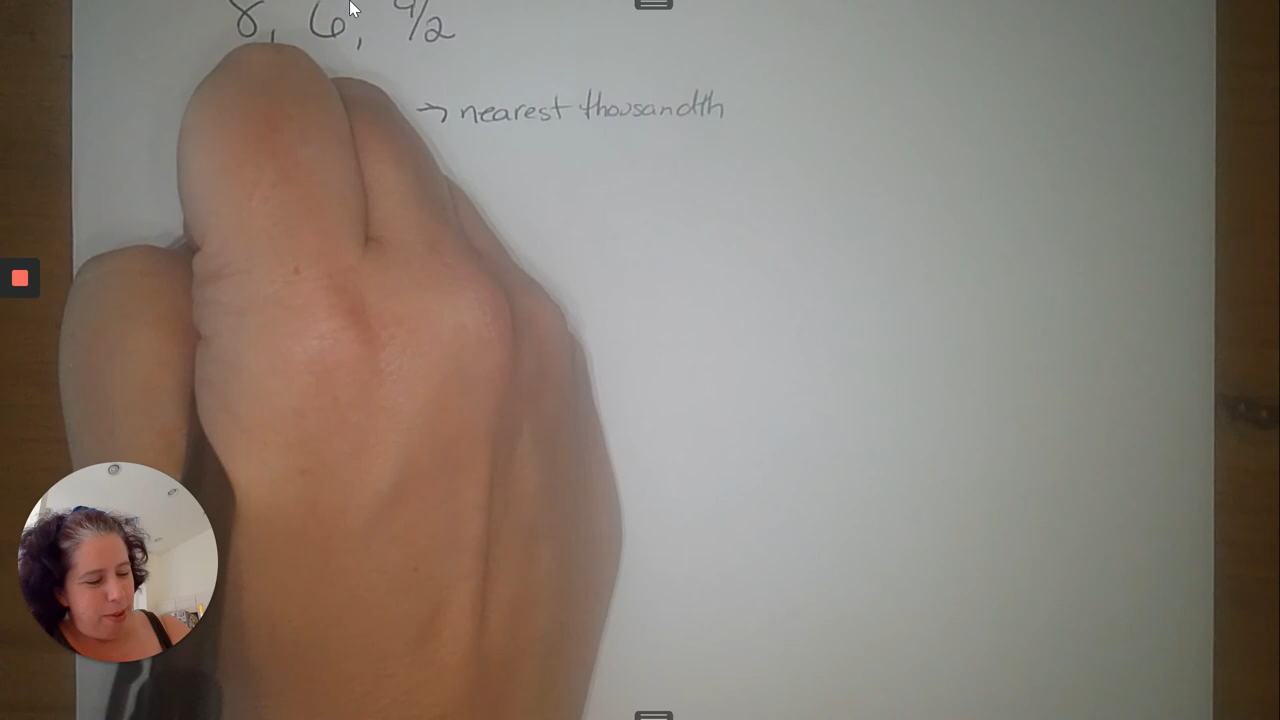 8, 6, 9/2
→ nearest thousandth